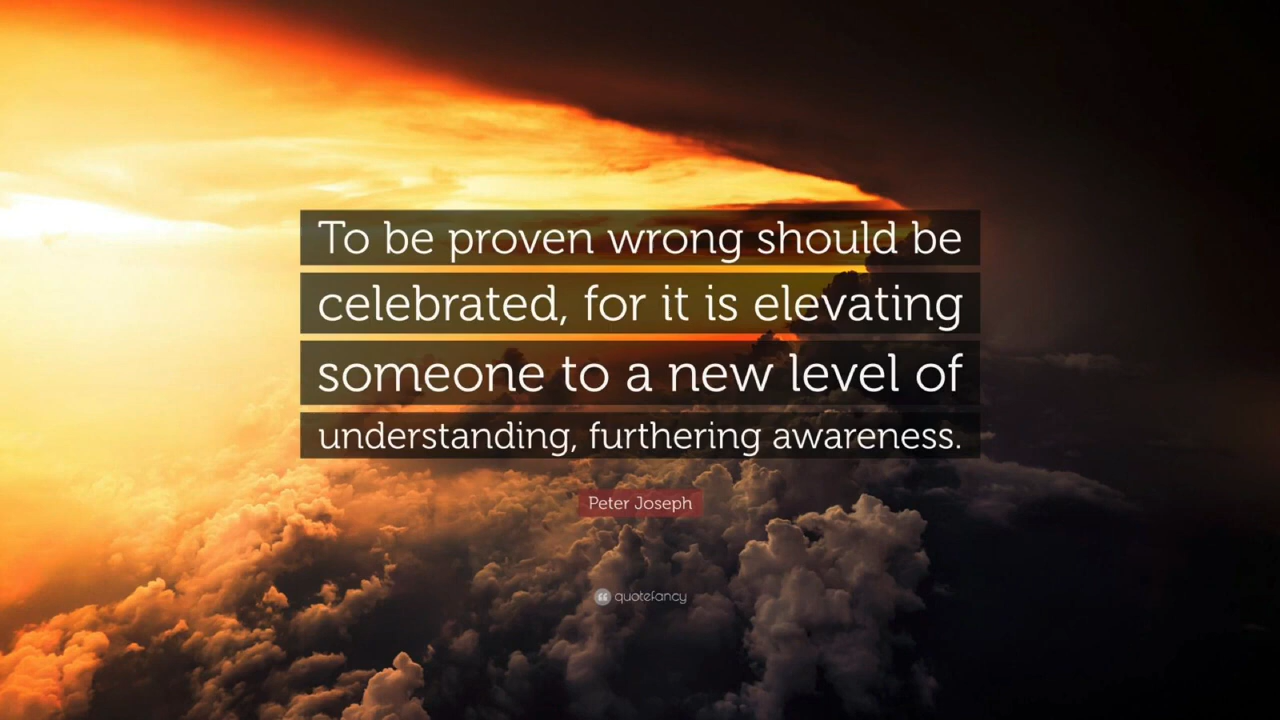 To be proven wrong should be
celebrated, for it is elevating
someone to a new level of
understanding, furthering awareness.
Peter Joseph
quotefancy